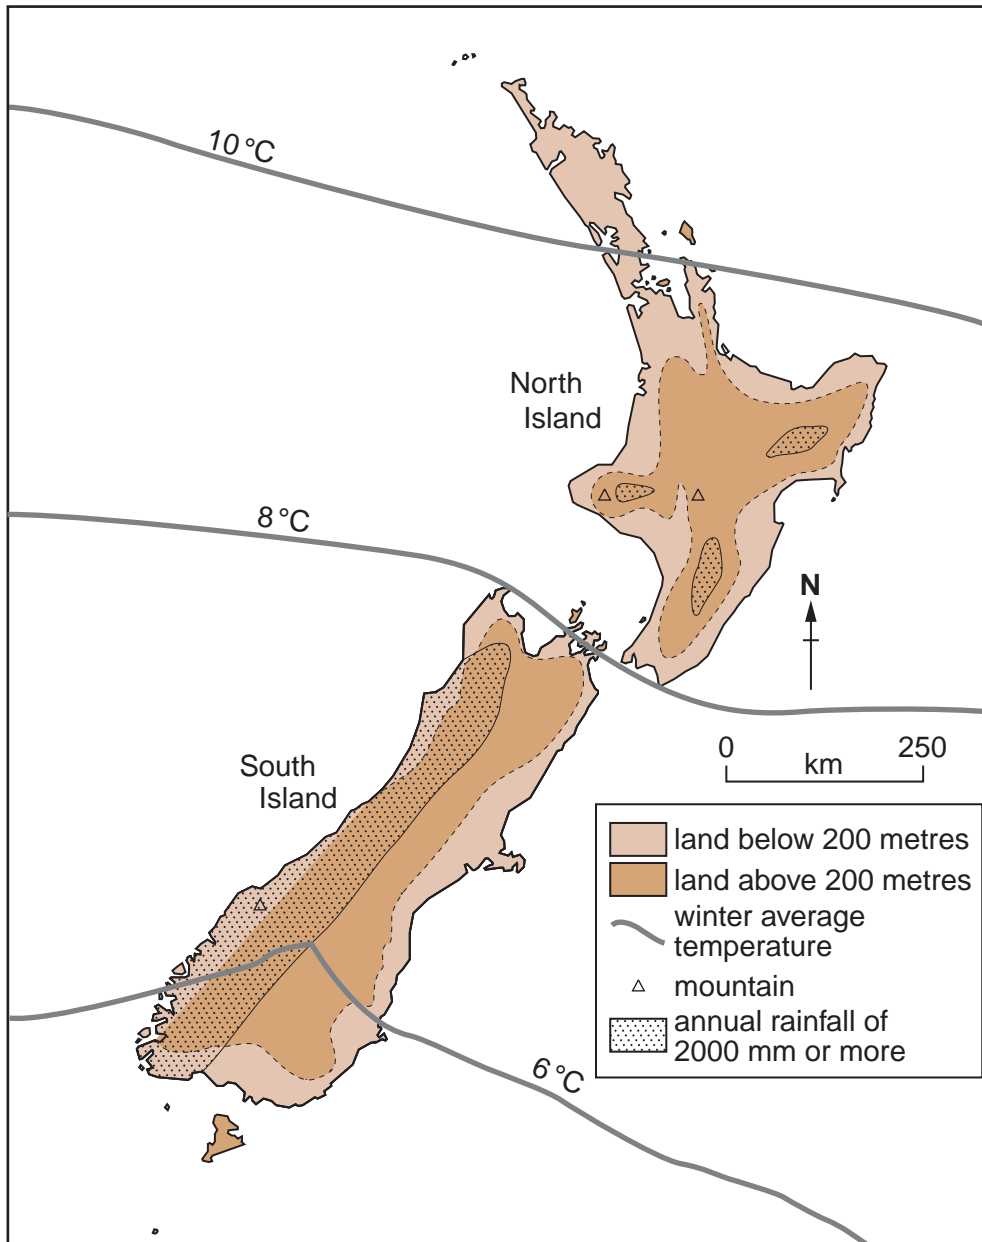 10 °C
North
Island
8 °C
N
0 250
km
South
Island
land below 200 metres
land above 200 metres
winter average
temperature
mountain
annual rainfall of
2000 mm or more
6 °C